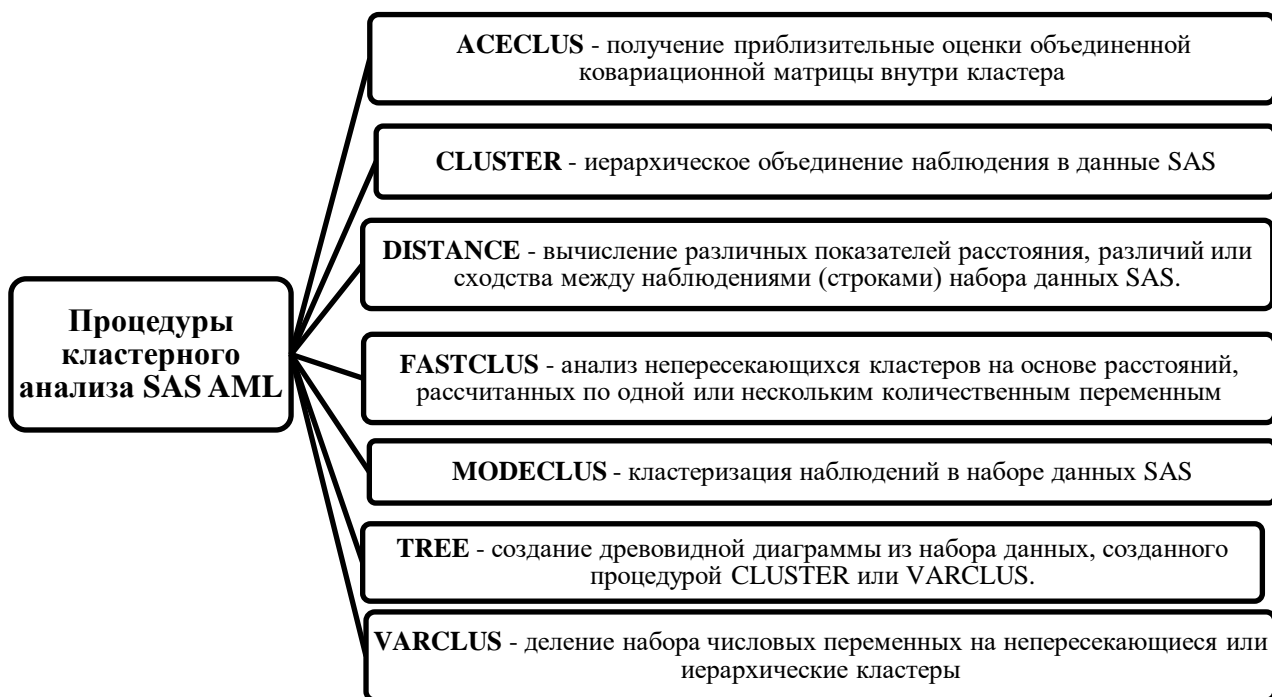 ACECLUS - получение приблизительные оценки объединенной
ковариационной матрицы внутри кластера
CLUSTER - иерархическое объединение наблюдения в данные SAS
DISTANCE - вычисление различных показателей расстояния, различий или
сходства между наблюдениями (строками) набора данных SAS.
Процедуры
кластерного
анализа SAS AML
FASTCLUS - анализ непересекающихся кластеров на основе расстояний,
рассчитанных по одной или нескольким количественным переменным
MODECLUS - кластеризация наблюдений в наборе данных SAS
TREE - создание древовидной диаграммы из набора данных, созданного
процедурой CLUSTER или VARCLUS.
VARCLUS - деление набора числовых переменных на непересекающиеся или
иерархические кластеры